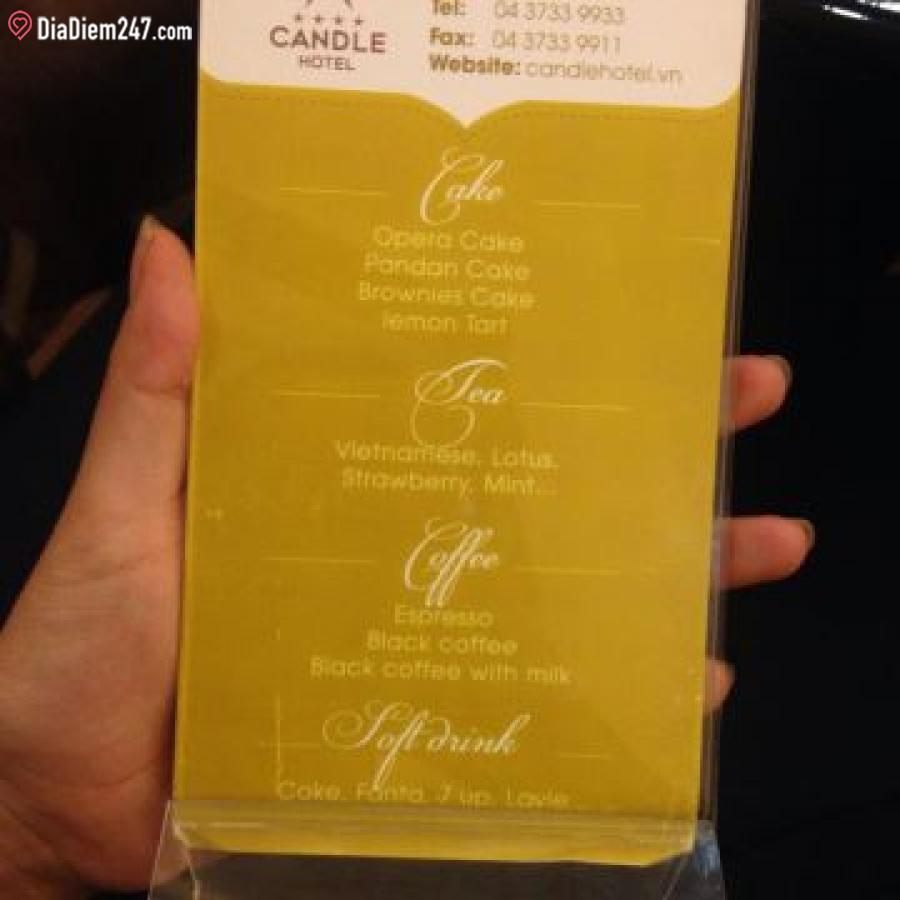 DiaDiem247.com
CANDLE
HOTEL
Tel: 04 3733 9933
Fax: 04 3733 9911
Website: candlehotel.vn
Cake
Opera Cake
Pandan Cake
Brownies Cake
lemon Tart
Tea
Vietnamese, Lotus,
Strawberry, Mint...
Coffee
Espresso
Black coffee
Black coffee with milk
Soft drink
Coke, Fanta, 7 up, Lavie...